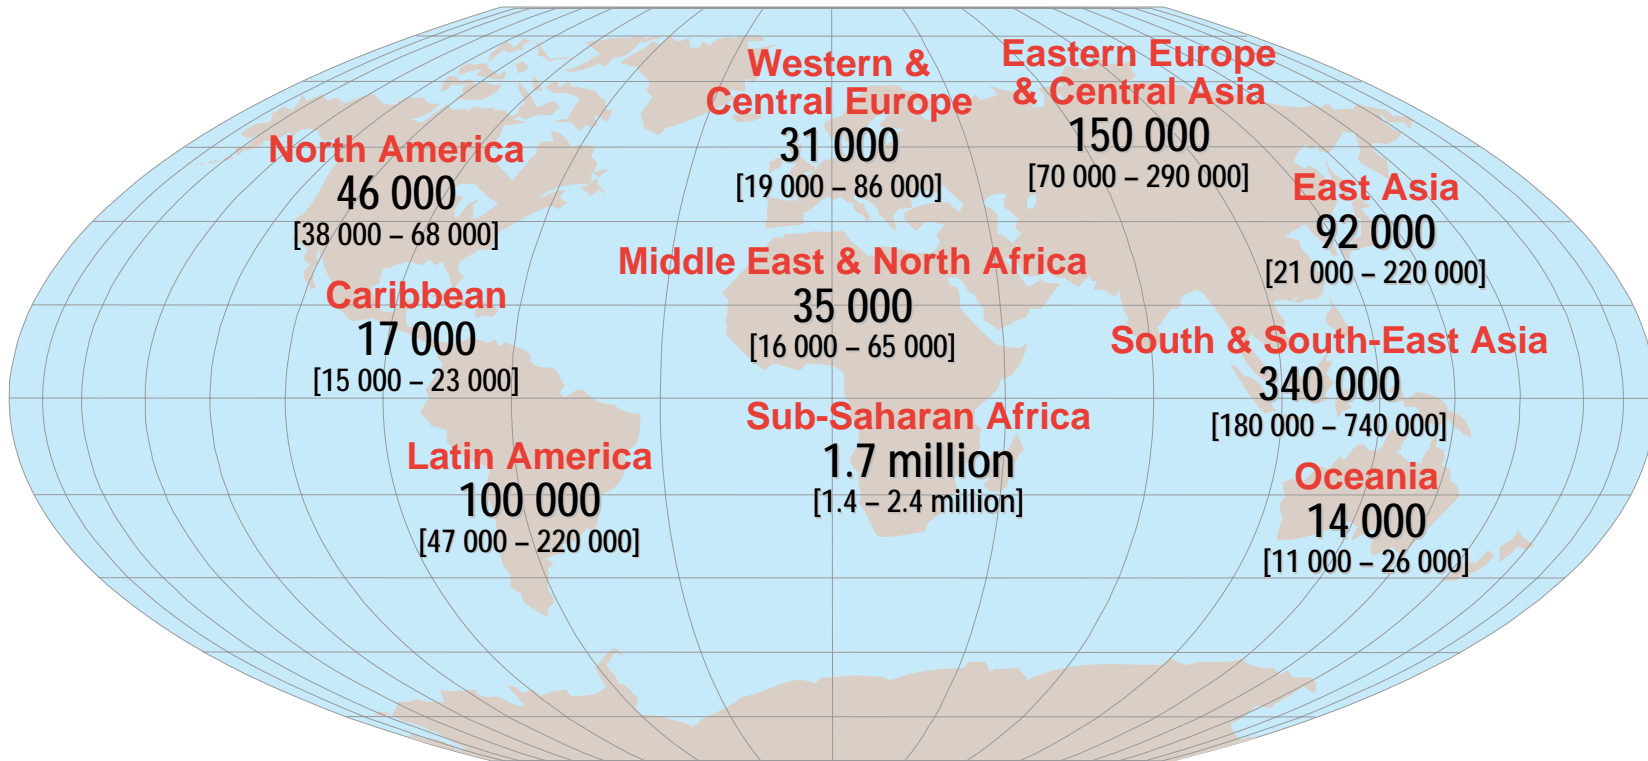 Western &
Central Europe
31 000
[19 000 – 86 000]
Eastern Europe
& Central Asia
150 000
[70 000 – 290 000]
North America
46 000
[38 000 – 68 000]
East Asia
92 000
[21 000 – 220 000]
Middle East & North Africa
35 000
[16 000 – 65 000]
Caribbean
17 000
[15 000 – 23 000]
South & South-East Asia
340 000
[180 000 – 740 000]
Sub-Saharan Africa
1.7 million
[1.4 – 2.4 million]
Latin America
100 000
[47 000 – 220 000]
Oceania
14 000
[11 000 – 26 000]